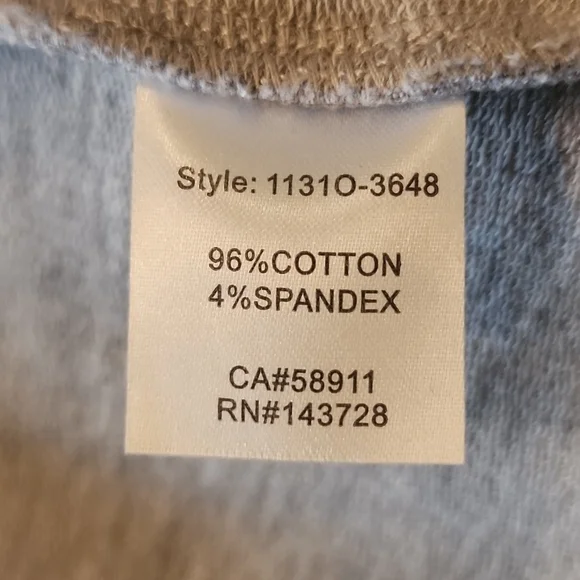 Style: 1131O-3648
96%COTTON
4%SPANDEX
CA#58911
RN#143728